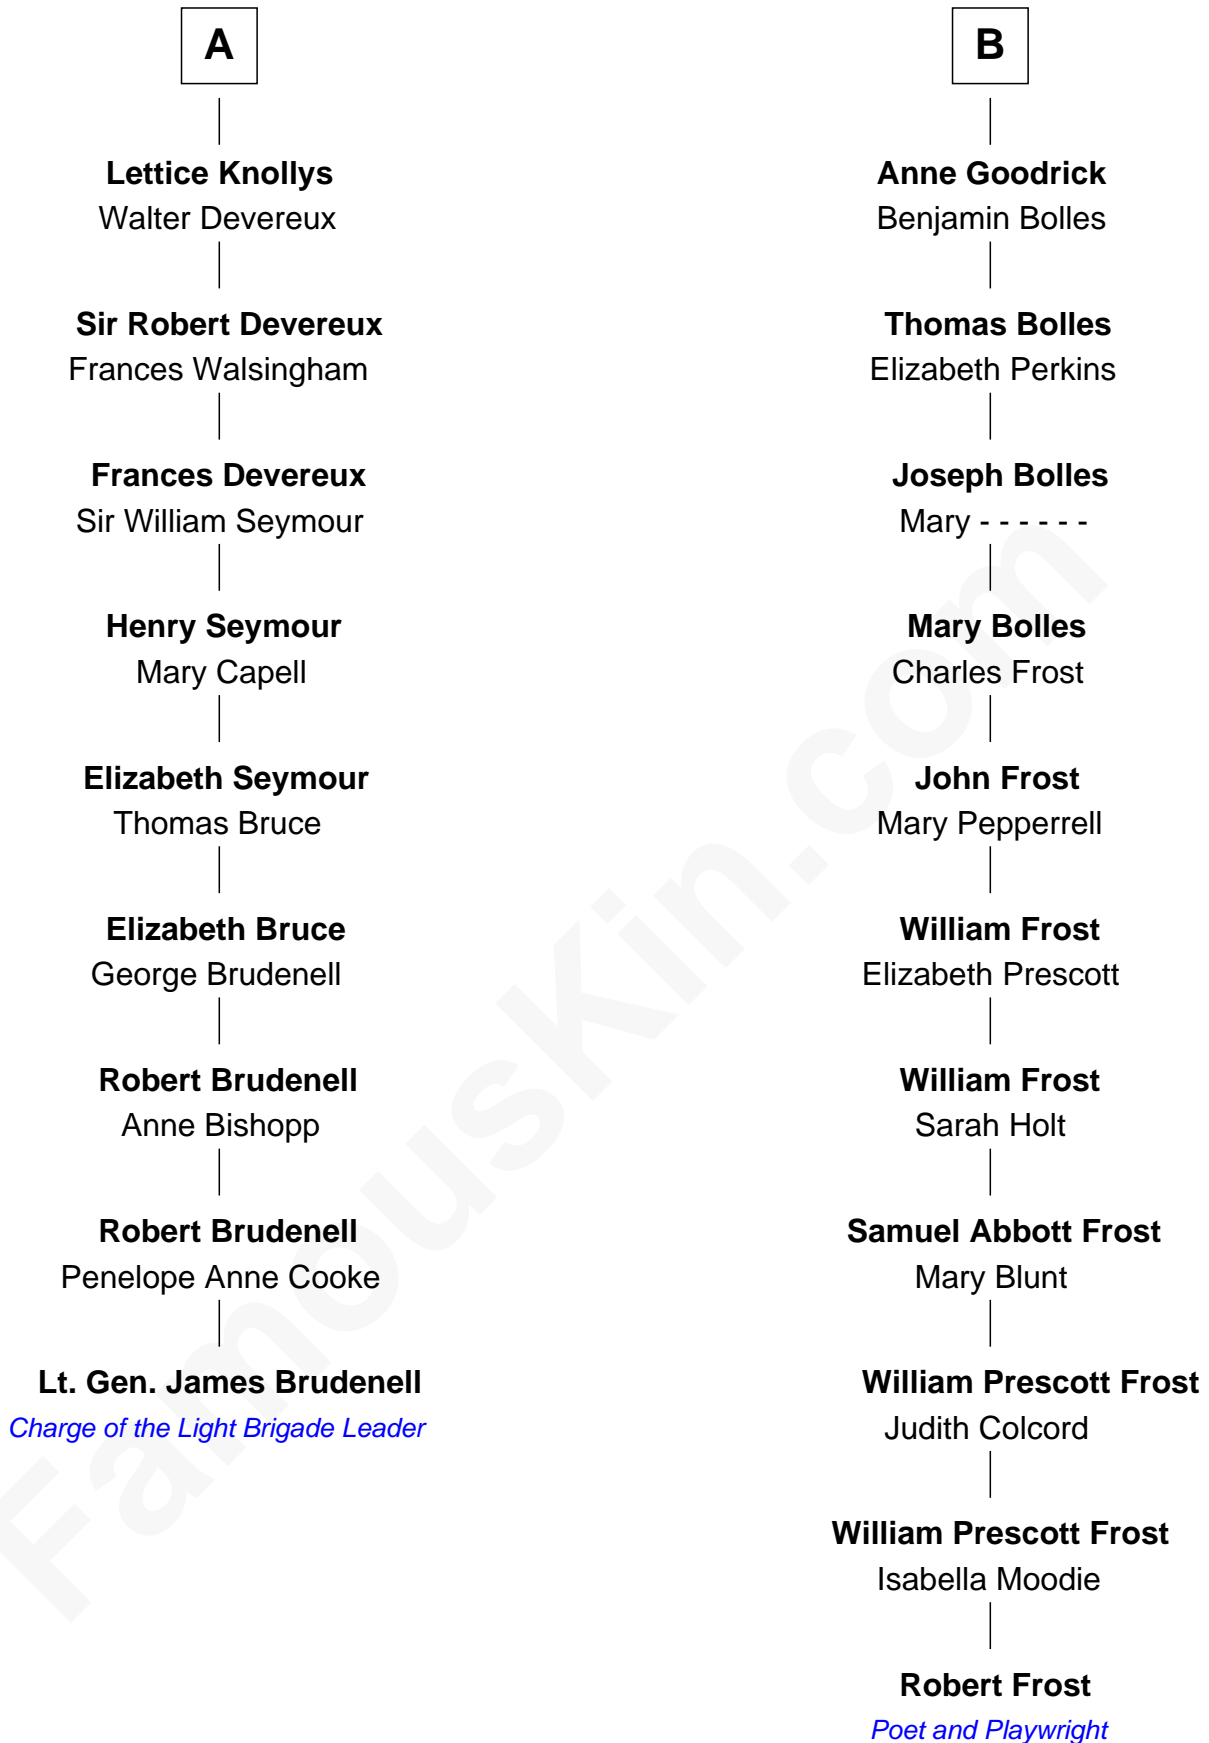 A
Lettice Knollys
Walter Devereux
Sir Robert Devereux
Frances Walsingham
Frances Devereux
Sir William Seymour
Henry Seymour
Mary Capell
Elizabeth Seymour
Thomas Bruce
Elizabeth Bruce
George Brudenell
Robert Brudenell
Anne Bishopp
Robert Brudenell
Penelope Anne Cooke
Lt. Gen. James Brudenell
Charge of the Light Brigade Leader
B
Anne Goodrick
Benjamin Bolles
Thomas Bolles
Elizabeth Perkins
Joseph Bolles
Mary - - - - - -
Mary Bolles
Charles Frost
John Frost
Mary Pepperrell
William Frost
Elizabeth Prescott
William Frost
Sarah Holt
Samuel Abbott Frost
Mary Blunt
William Prescott Frost
Judith Colcord
William Prescott Frost
Isabella Moodie
Robert Frost
Poet and Playwright
FamousKin.com